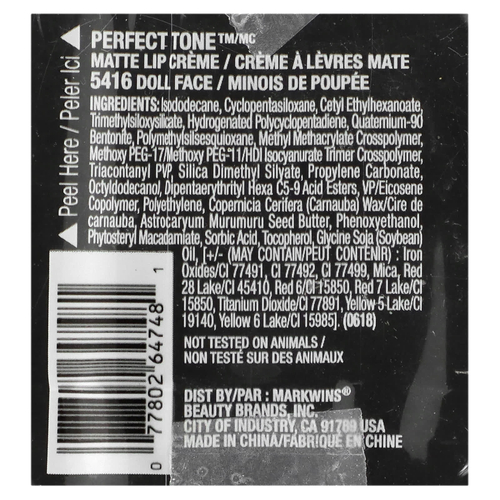 Peel Here / Peler Ici
PERFECT TONE™/MC
MATTE LIP CRÈME / CRÈME À LÈVRES MATE
5416 DOLL FACE / MINOIS DE POUPÉE
INGREDIENTS: Isododecane, Cyclopentasiloxane, Cetyl Ethylhexanoate,
Trimethylsiloxysilicate, Hydrogenated Polycyclopentadiene, Quaternium-90
Bentonite, Polymethylsilsesquioxane, Methyl Methacrylate Crosspolymer,
Methoxy PEG-17/Methoxy PEG-11/HDI Isocyanurate Trimer Crosspolymer,
Triacontanyl PVP, Silica Dimethyl Silyate, Propylene Carbonate,
Octyldodecanol, Dipentaerythrityl Hexa C5-9 Acid Esters, VP/Eicosene
Copolymer, Polyethylene, Copernicia Cerifera (Carnauba) Wax/Cire de
carnauba, Astrocaryum Murumuru Seed Butter, Phenoxyethanol,
Phytosteryl Macadamiate, Sorbic Acid, Tocopherol, Glycine Soja (Soybean)
Oil, [+/- (MAY CONTAIN/PEUT CONTENIR) : Iron
Oxides/CI 77491, CI 77492, CI 77499, Mica, Red
28 Lake/CI 45410, Red 6/CI 15850, Red 7 Lake/CI
15850, Titanium Dioxide/CI 77891, Yellow 5 Lake/CI
19140, Yellow 6 Lake/CI 15985]. (0618)
NOT TESTED ON ANIMALS /
NON TESTÉ SUR DES ANIMAUX
DIST BY/PAR : MARKWINS®
BEAUTY BRANDS, INC.
CITY OF INDUSTRY, CA 91789 USA
MADE IN CHINA/FABRIQUÉ EN CHINE
0 77802 64748 1